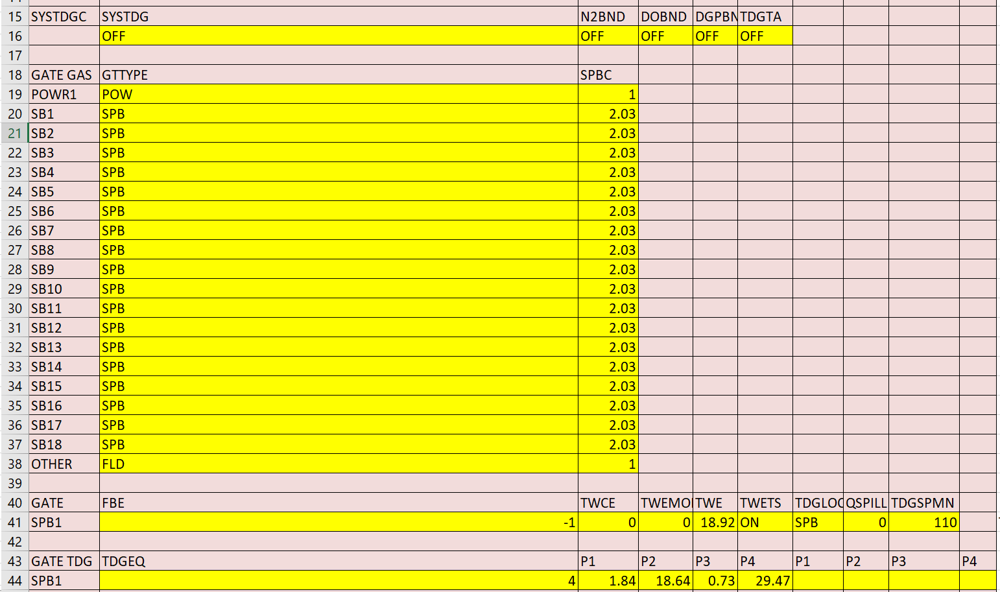 15 SYSTDGC SYSTDG N2BND DOBND DGPBN TDGTA
16 OFF OFF OFF OFF OFF
17
18 GATE GAS GTTYPE SPBC
19 POWR1 POW 1
20 SB1 SPB 2.03
21 SB2 SPB 2.03
22 SB3 SPB 2.03
23 SB4 SPB 2.03
24 SB5 SPB 2.03
25 SB6 SPB 2.03
26 SB7 SPB 2.03
27 SB8 SPB 2.03
28 SB9 SPB 2.03
29 SB10 SPB 2.03
30 SB11 SPB 2.03
31 SB12 SPB 2.03
32 SB13 SPB 2.03
33 SB14 SPB 2.03
34 SB15 SPB 2.03
35 SB16 SPB 2.03
36 SB17 SPB 2.03
37 SB18 SPB 2.03
38 OTHER FLD 1
39
40 GATE FBE TWCE TWEMO TWE TWETS TDGLOC QSPILL TDGSPMN
41 SPB1 -1 0 0 18.92 ON SPB 0 110
42
43 GATE TDG TDGEQ P1 P2 P3 P4 P1 P2 P3 P4
44 SPB1 4 1.84 18.64 0.73 29.47